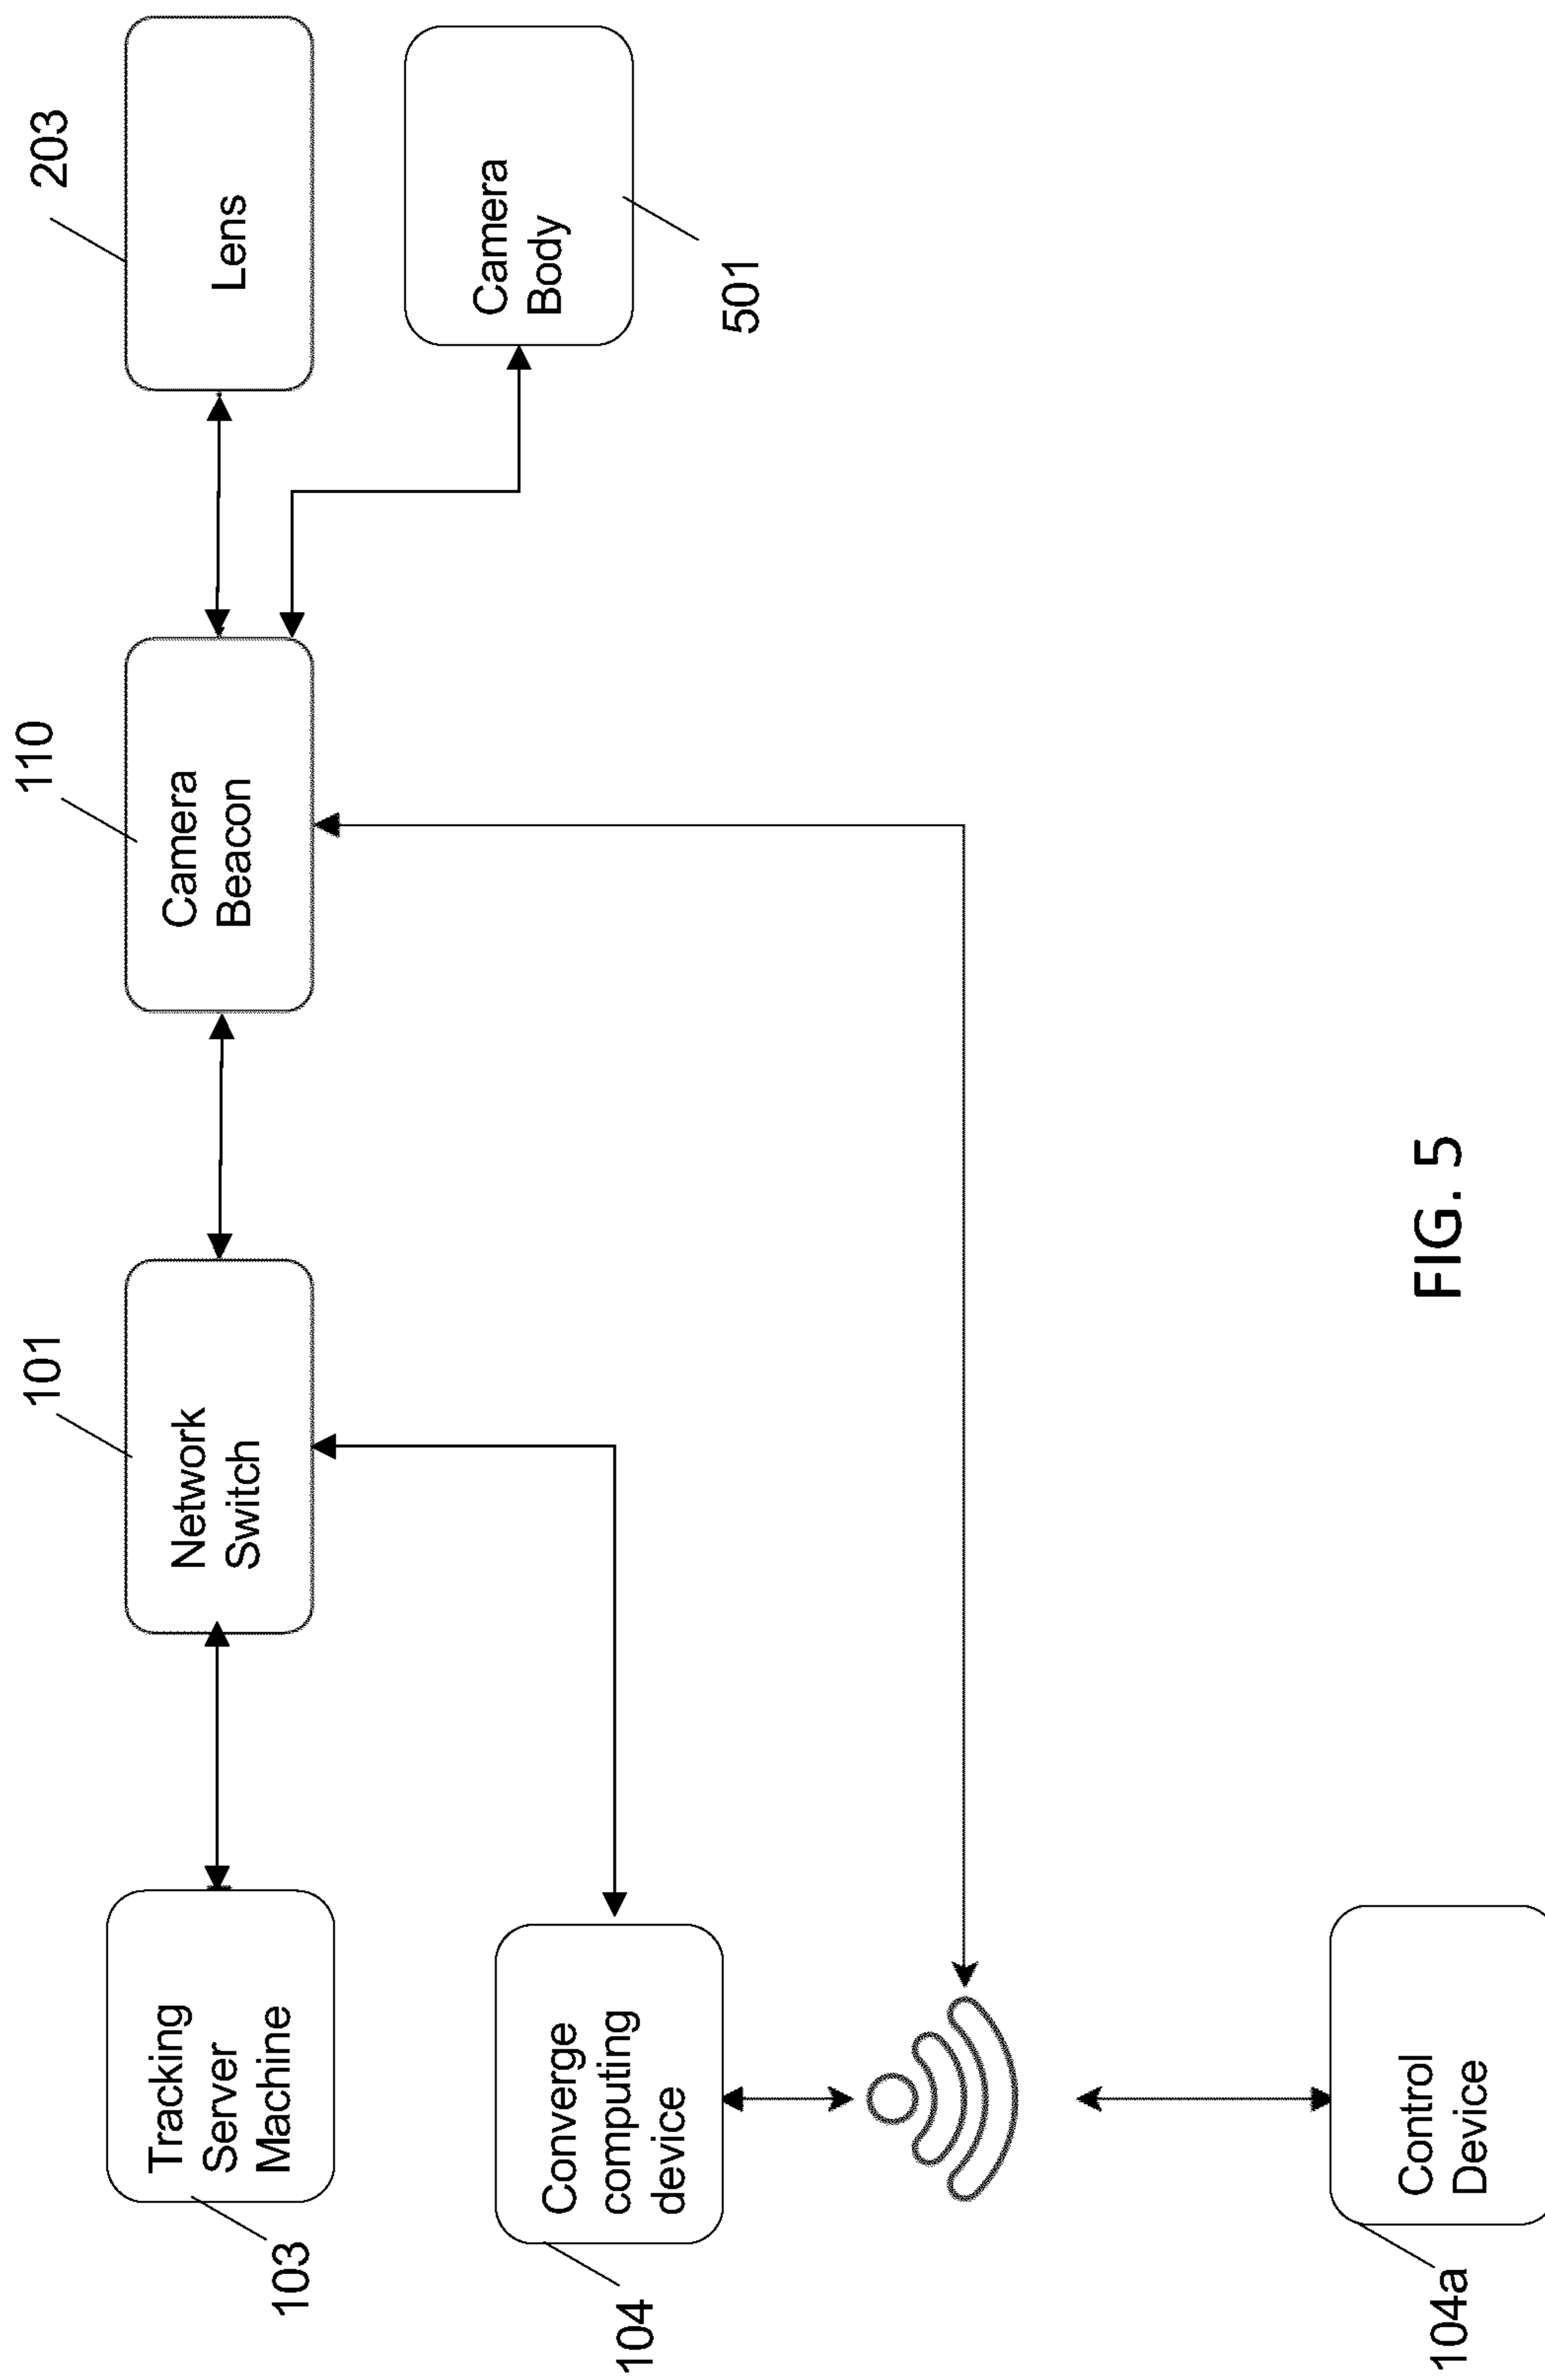 103
Tracking
Server
Machine
101
Network
Switch
110
Camera
Beacon
203
Lens
Camera
Body
501
104
Converge
computing
device
104a
Control
Device
FIG. 5